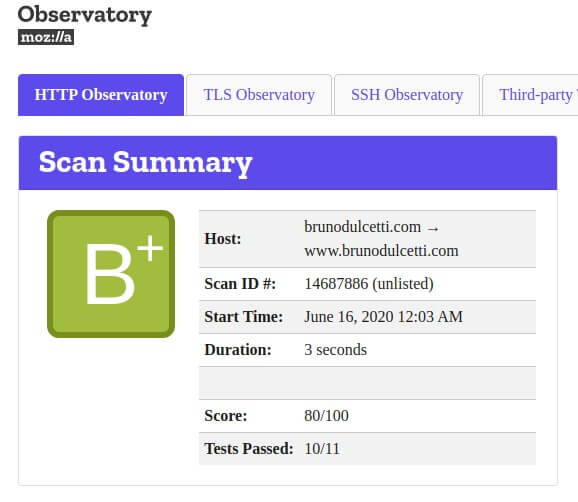 Observatory
moz://a
HTTP Observatory
TLS Observatory
SSH Observatory
Third-party
Scan Summary
B+
Host: brunodulcetti.com →
www.brunodulcetti.com
Scan ID #: 14687886 (unlisted)
Start Time: June 16, 2020 12:03 AM
Duration: 3 seconds
Score: 80/100
Tests Passed: 10/11